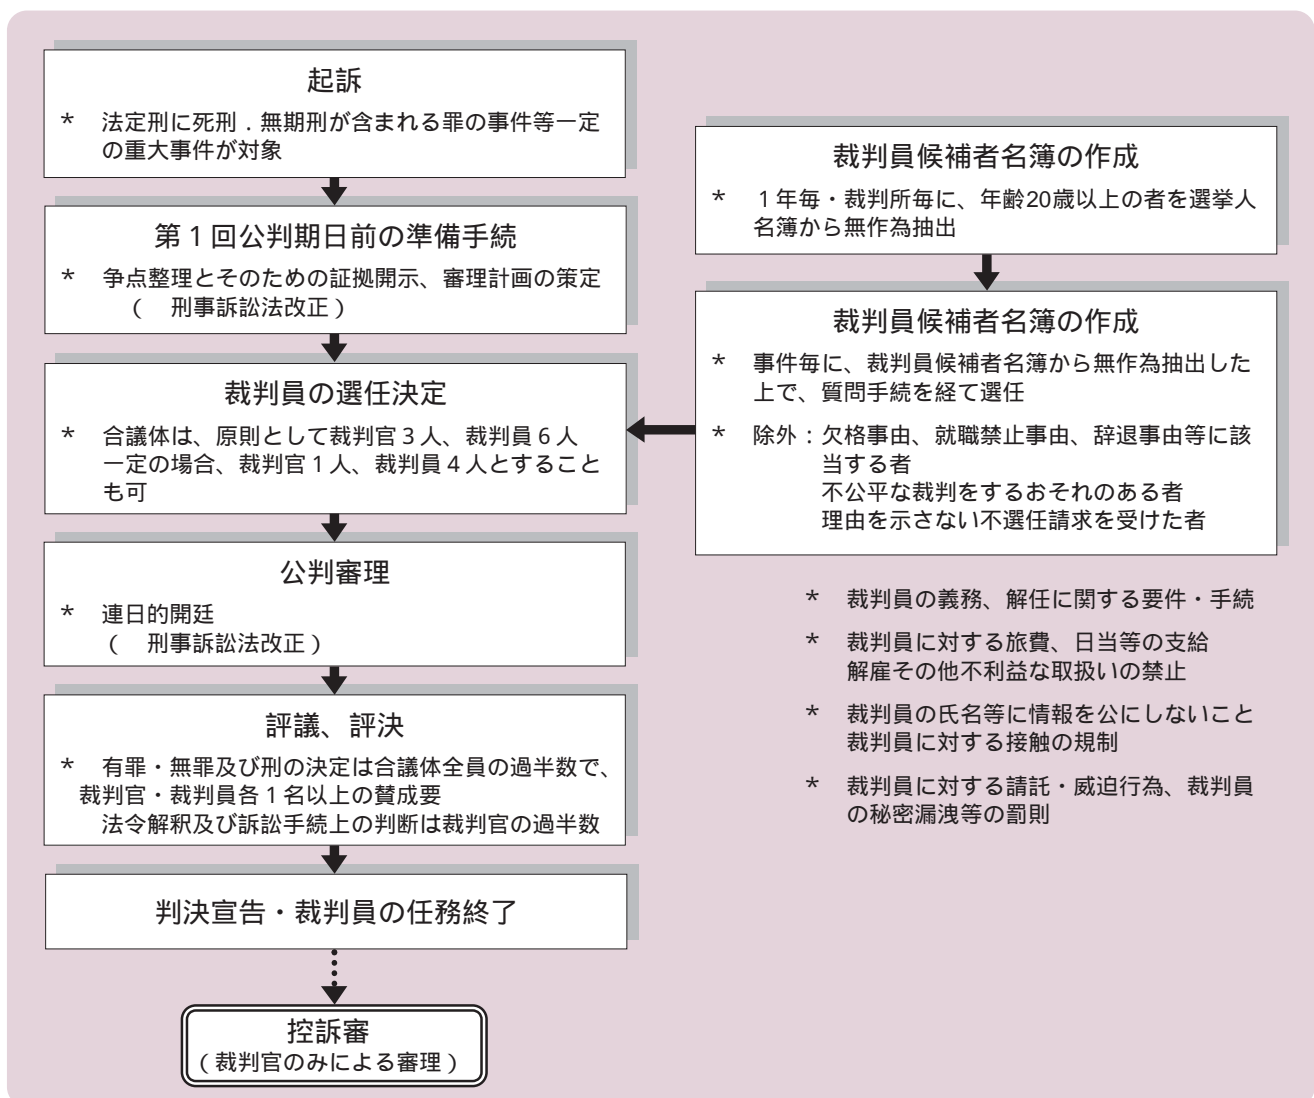 起訴
* 法定刑に死刑．無期刑が含まれる罪の事件等一定
の重大事件が対象
第１回公判期日前の準備手続
* 争点整理とそのための証拠開示、審理計画の策定
（　刑事訴訟法改正）
裁判員の選任決定
* 合議体は、原則として裁判官３人、裁判員６人
一定の場合、裁判官１人、裁判員４人とすること
も可
公判審理
* 連日的開廷
（　刑事訴訟法改正）
評議、評決
* 有罪・無罪及び刑の決定は合議体全員の過半数で、
裁判官・裁判員各１名以上の賛成要
法令解釈及び訴訟手続上の判断は裁判官の過半数
判決宣告・裁判員の任務終了
控訴審
（裁判官のみによる審理）
裁判員候補者名簿の作成
* １年毎・裁判所毎に、年齢20歳以上の者を選挙人
名簿から無作為抽出
裁判員候補者名簿の作成
* 事件毎に、裁判員候補者名簿から無作為抽出した
上で、質問手続を経て選任
* 除外：欠格事由、就職禁止事由、辞退事由等に該
当する者
不公平な裁判をするおそれのある者
理由を示さない不選任請求を受けた者
* 裁判員の義務、解任に関する要件・手続
* 裁判員に対する旅費、日当等の支給
解雇その他不利益な取扱いの禁止
* 裁判員の氏名等に情報を公にしないこと
裁判員に対する接触の規制
* 裁判員に対する請託・威迫行為、裁判員
の秘密漏洩等の罰則